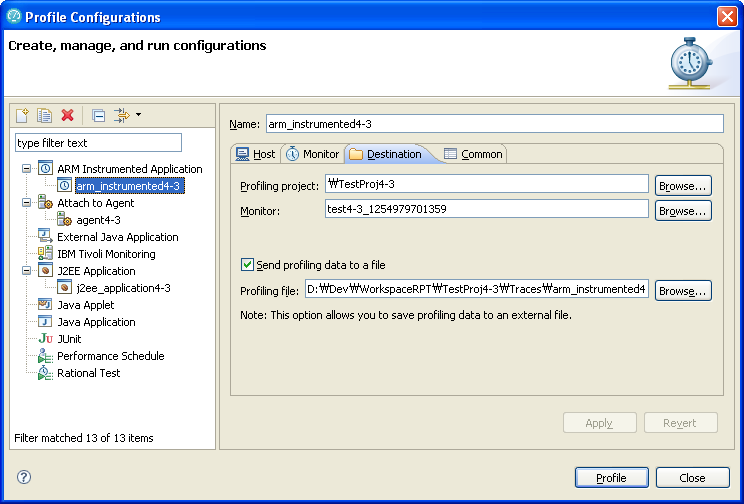 Profile Configurations
Create, manage, and run configurations
type filter text
ARM Instrumented Application
arm_instrumented4-3
Attach to Agent
agent4-3
External Java Application
IBM Tivoli Monitoring
J2EE Application
j2ee_application4-3
Java Applet
Java Application
Ju JUnit
Performance Schedule
Rational Test
Filter matched 13 of 13 items
Name: arm_instrumented4-3
Host Monitor Destination Common
Profiling project: ₩TestProj4-3 Browse...
Monitor: test4-3_1254979701359 Browse...
Send profiling data to a file
Profiling file: D:₩Dev₩WorkspaceRPT₩TestProj4-3₩Traces₩arm_instrumented4 Browse...
Note: This option allows you to save profiling data to an external file.
Apply Revert
? Profile Close